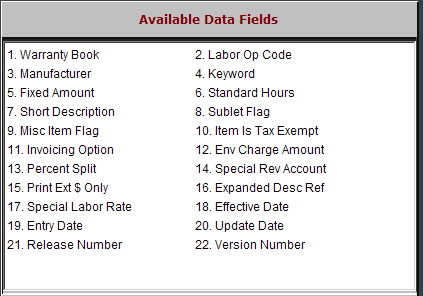 Available Data Fields
1. Warranty Book 2. Labor Op Code
3. Manufacturer 4. Keyword
5. Fixed Amount 6. Standard Hours
7. Short Description 8. Sublet Flag
9. Misc Item Flag 10. Item Is Tax Exempt
11. Invoicing Option 12. Env Charge Amount
13. Percent Split 14. Special Rev Account
15. Print Ext $ Only 16. Expanded Desc Ref
17. Special Labor Rate 18. Effective Date
19. Entry Date 20. Update Date
21. Release Number 22. Version Number